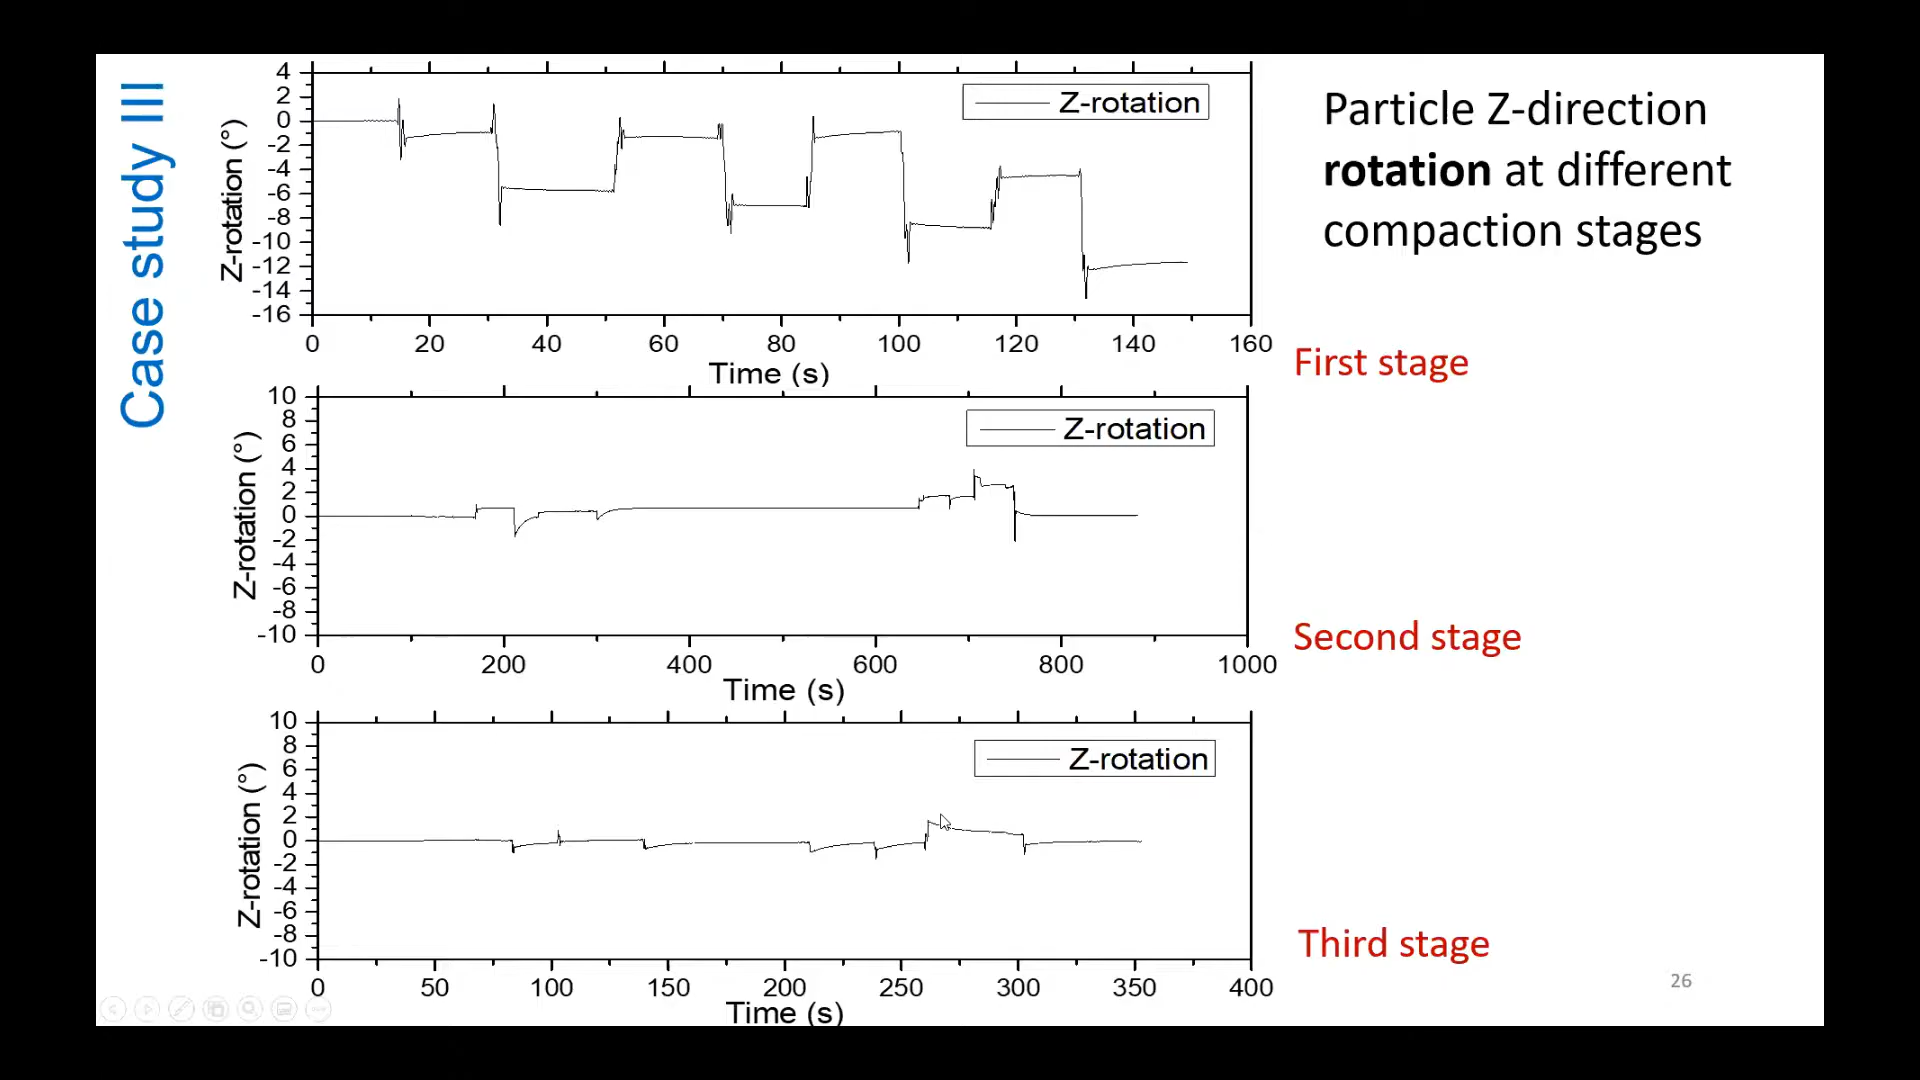 Case study III
Particle Z-direction
rotation at different
compaction stages
Z-rotation
Z-rotation (°)
4
2
0
-2
-4
-6
-8
-10
-12
-14
-16
0 20 40 60 80 100 120 140 160
Time (s)
First stage
Z-rotation
Z-rotation (°)
10
8
6
4
2
0
-2
-4
-6
-8
-10
0 200 400 600 800 1000
Time (s)
Second stage
Z-rotation
Z-rotation (°)
10
8
6
4
2
0
-2
-4
-6
-8
-10
0 50 100 150 200 250 300 350 400
Time (s)
Third stage
26